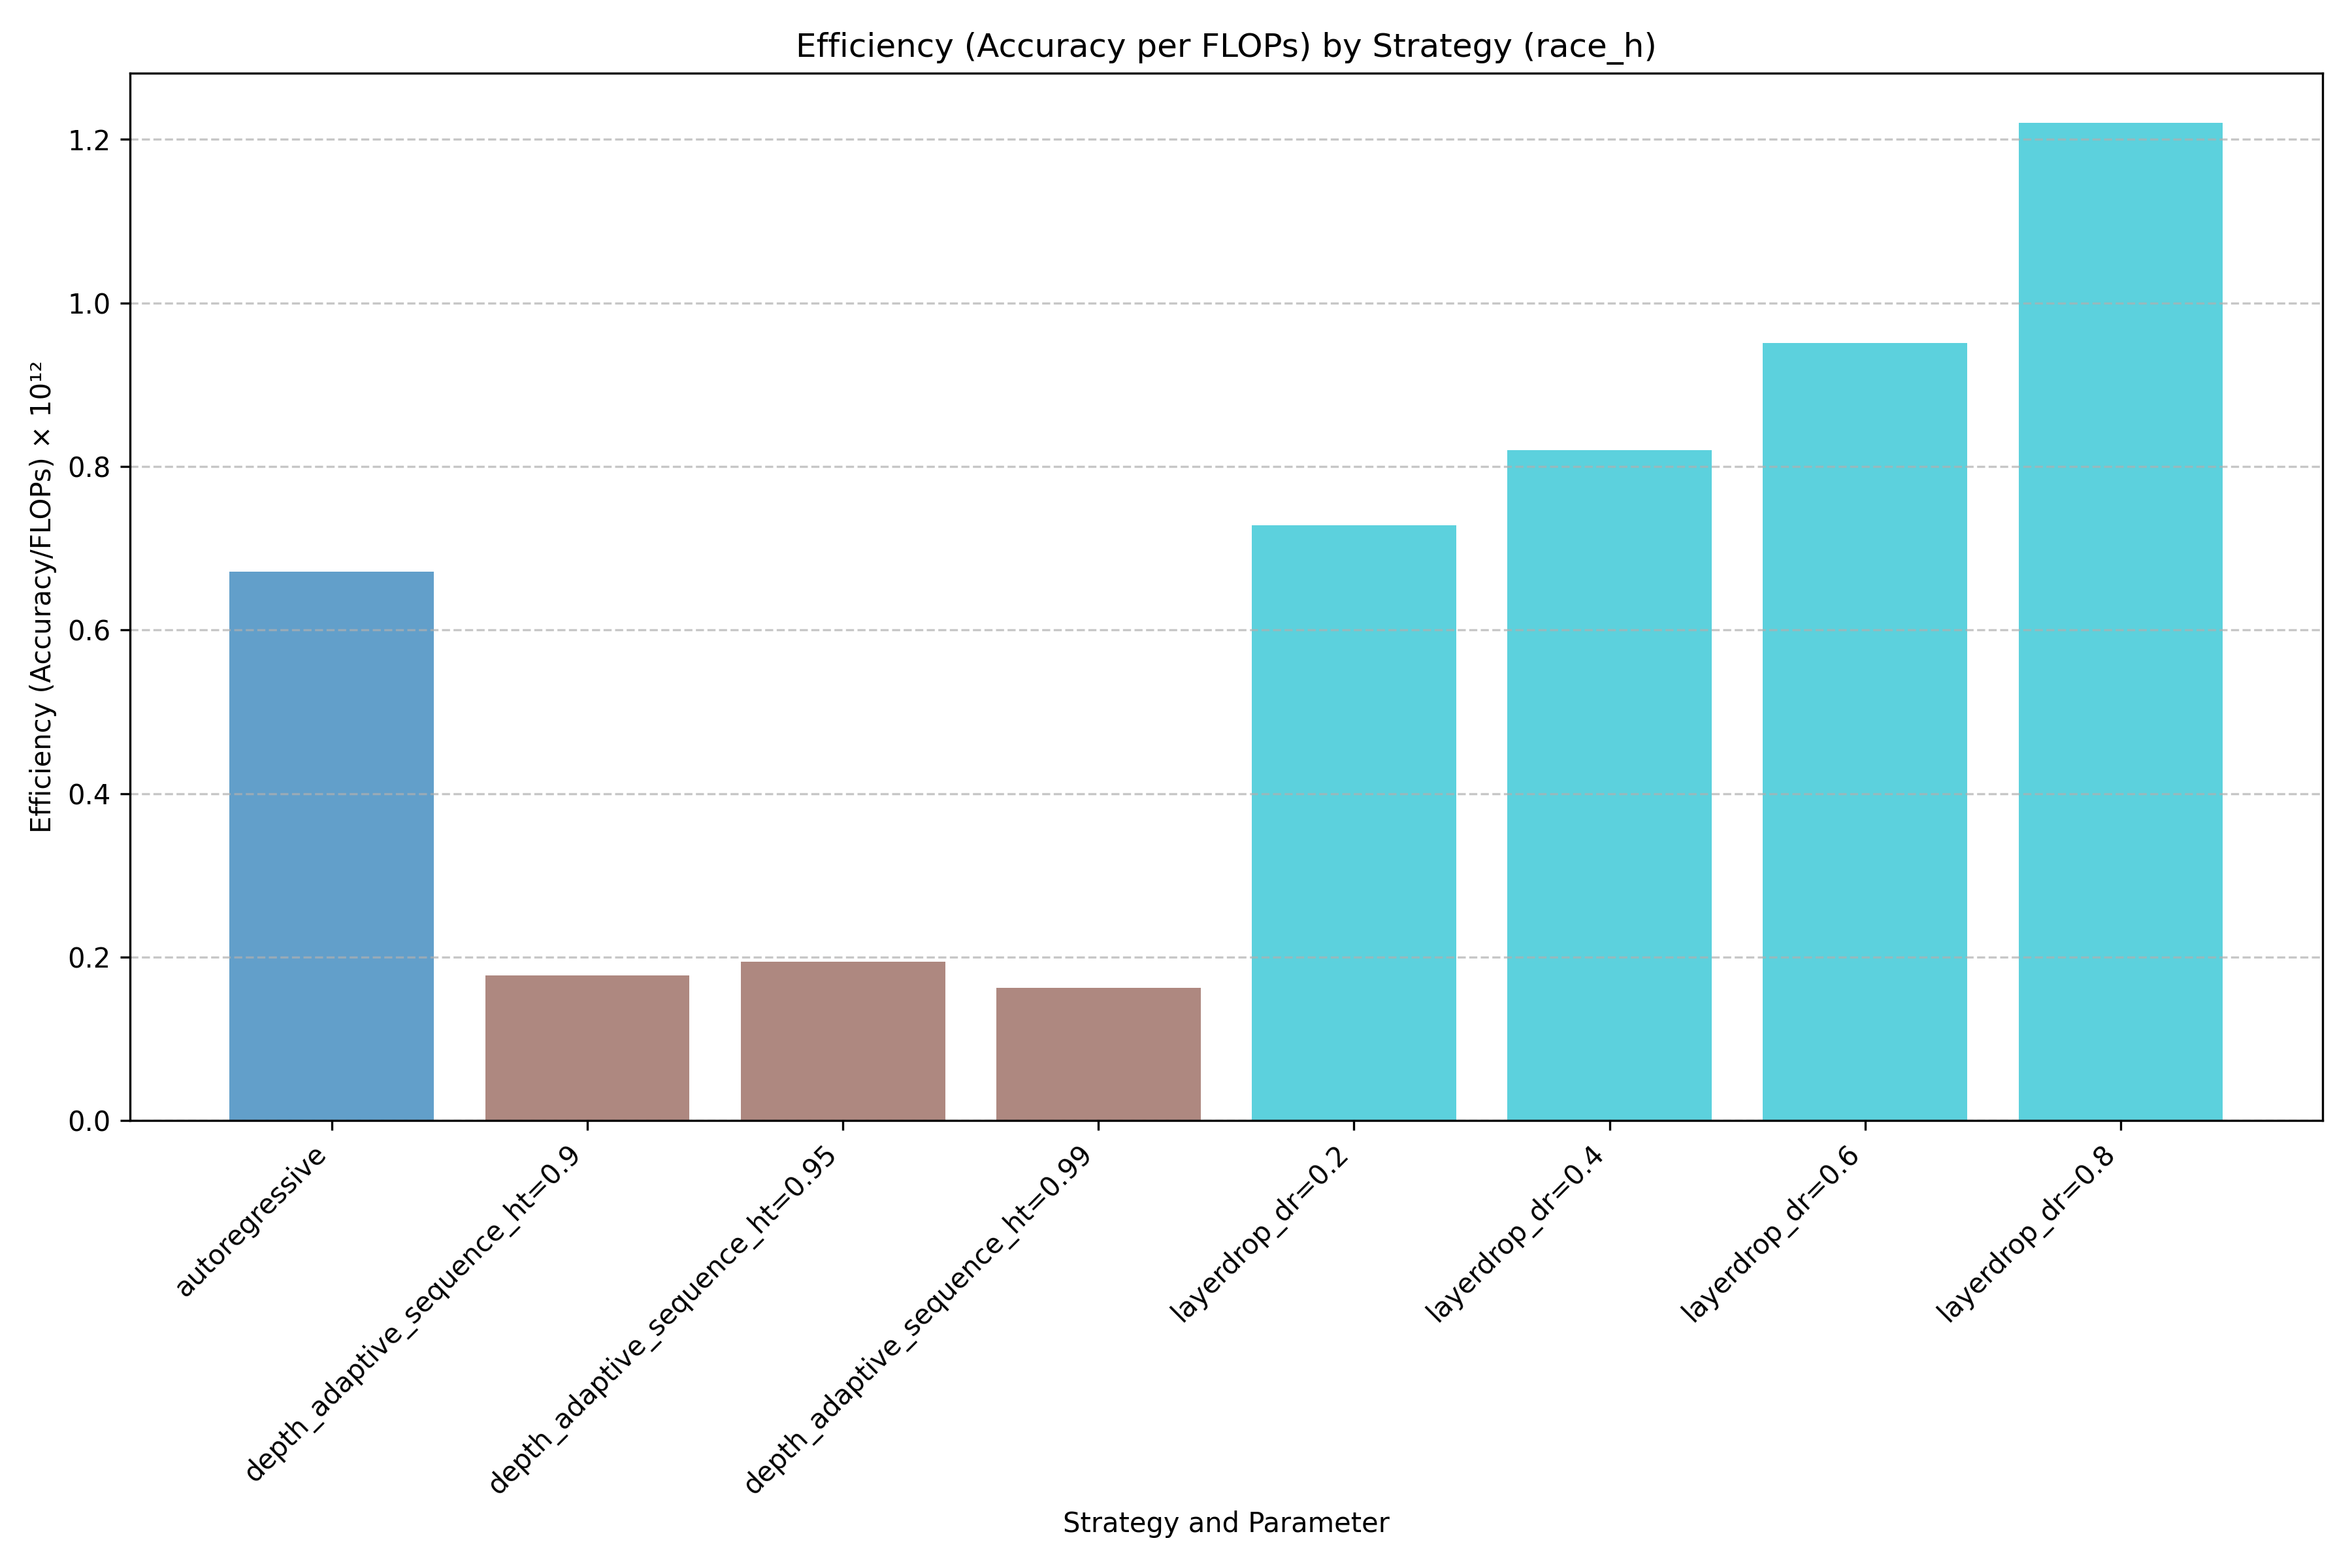 Efficiency (Accuracy per FLOPs) by Strategy (race_h)
Efficiency (Accuracy/FLOPs) × 10¹²
1.2
1.0
0.8
0.6
0.4
0.2
0.0
autoregressive
depth_adaptive_sequence_ht=0.9
depth_adaptive_sequence_ht=0.95
depth_adaptive_sequence_ht=0.99
layerdrop_dr=0.2
layerdrop_dr=0.4
layerdrop_dr=0.6
layerdrop_dr=0.8
Strategy and Parameter